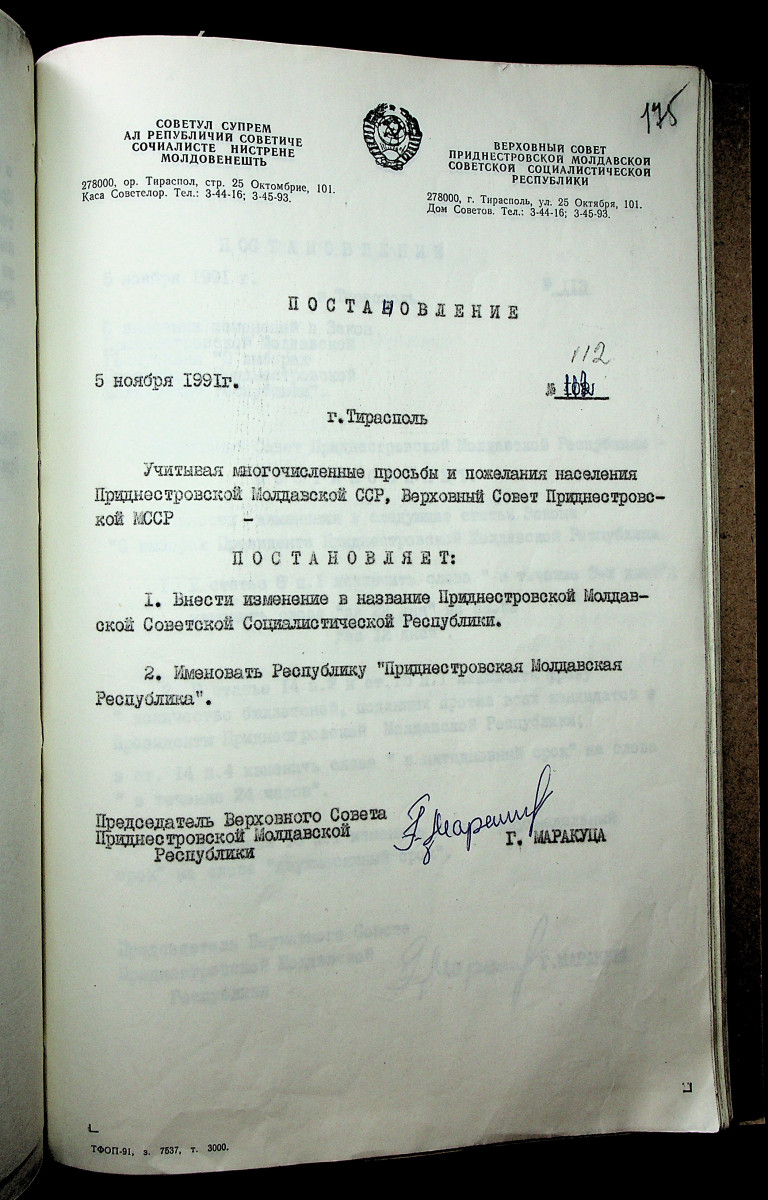 175
СОВЕТУЛ СУПРЕМ
АЛ РЕПУБЛИЧИЙ СОВЕТИЧЕ
СОЧИАЛИСТЕ НИСТРЕНЕ
МОЛДОВЕНЕШТЬ
278000, ор. Тираспол, стр. 25 Октомбрие, 101.
Каса Советелор. Тел.: 3-44-16; 3-45-93.
ВЕРХОВНЫЙ СОВЕТ
ПРИДНЕСТРОВСКОЙ МОЛДАВСКОЙ
СОВЕТСКОЙ СОЦИАЛИСТИЧЕСКОЙ
РЕСПУБЛИКИ
278000, г. Тирасполь, ул. 25 Октября, 101.
Дом Советов. Тел.: 3-44-16; 3-45-93.
ПОСТАНОВЛЕНИЕ
112
5 ноября 1991г. №
г.Тирасполь
Учитывая многочисленные просьбы и пожелания населения
Приднестровской Молдавской ССР, Верховный Совет Приднестровс-
кой МССР –
ПОСТАНОВЛЯЕТ:
1. Внести изменение в название Приднестровской Молдав-
ской Советской Социалистической Республики.
2. Именовать Республику "Приднестровская Молдавская
Республика".
Председатель Верховного Совета
Приднестровской Молдавской
Республики Г. МАРАКУЦА
ТФОП-91, з. 7537, т. 3000.